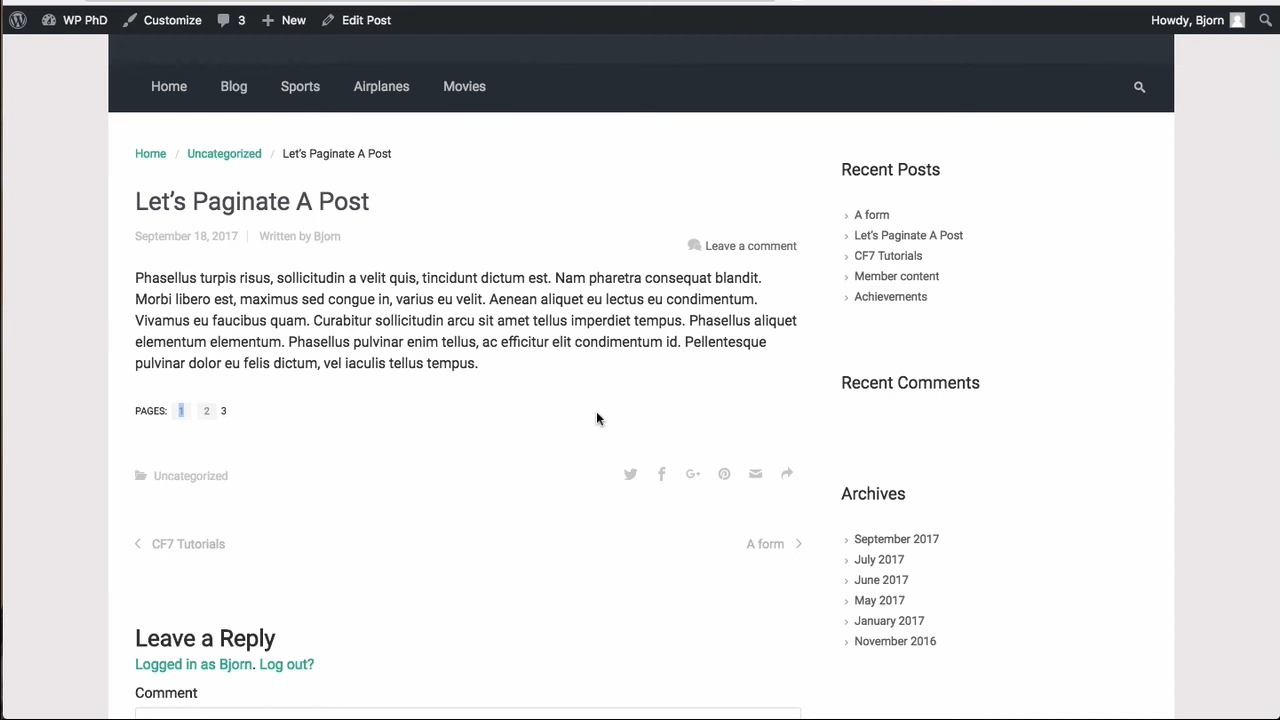 WP PhD Customize 3 New Edit Post Howdy, Bjorn
Home Blog Sports Airplanes Movies
Home / Uncategorized / Let's Paginate A Post
Let's Paginate A Post
September 18, 2017 Written by Bjorn
Leave a comment
Phasellus turpis risus, sollicitudin a velit quis, tincidunt dictum est. Nam pharetra consequat blandit.
Morbi libero est, maximus sed congue in, varius eu velit. Aenean aliquet eu lectus eu condimentum.
Vivamus eu faucibus quam. Curabitur sollicitudin arcu sit amet tellus imperdiet tempus. Phasellus aliquet
elementum elementum. Phasellus pulvinar enim tellus, ac efficitur elit condimentum id. Pellentesque
pulvinar dolor eu felis dictum, vel iaculis tellus tempus.
PAGES: 1 2 3
Uncategorized
CF7 Tutorials
A form
Leave a Reply
Logged in as Bjorn. Log out?
Comment
Recent Posts
A form
Let's Paginate A Post
CF7 Tutorials
Member content
Achievements
Recent Comments
Archives
September 2017
July 2017
June 2017
May 2017
January 2017
November 2016